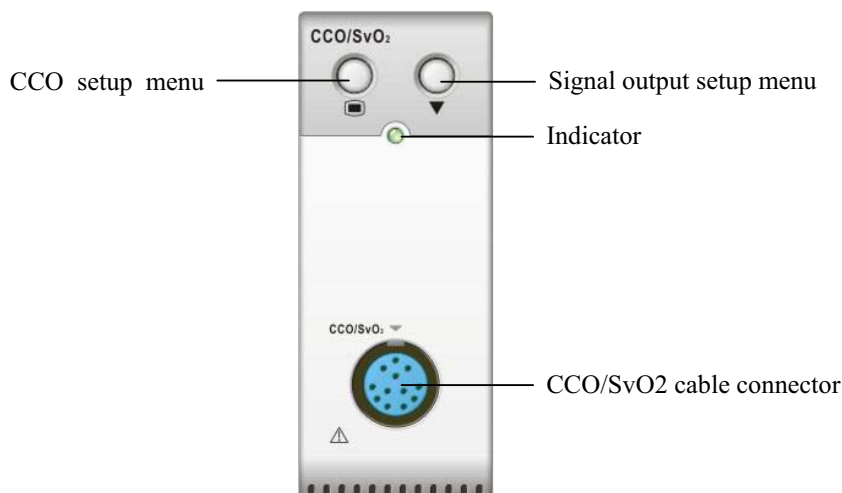 CCO/SvO₂
CCO setup menu
Signal output setup menu
Indicator
CCO/SvO₂
CCO/SvO2 cable connector